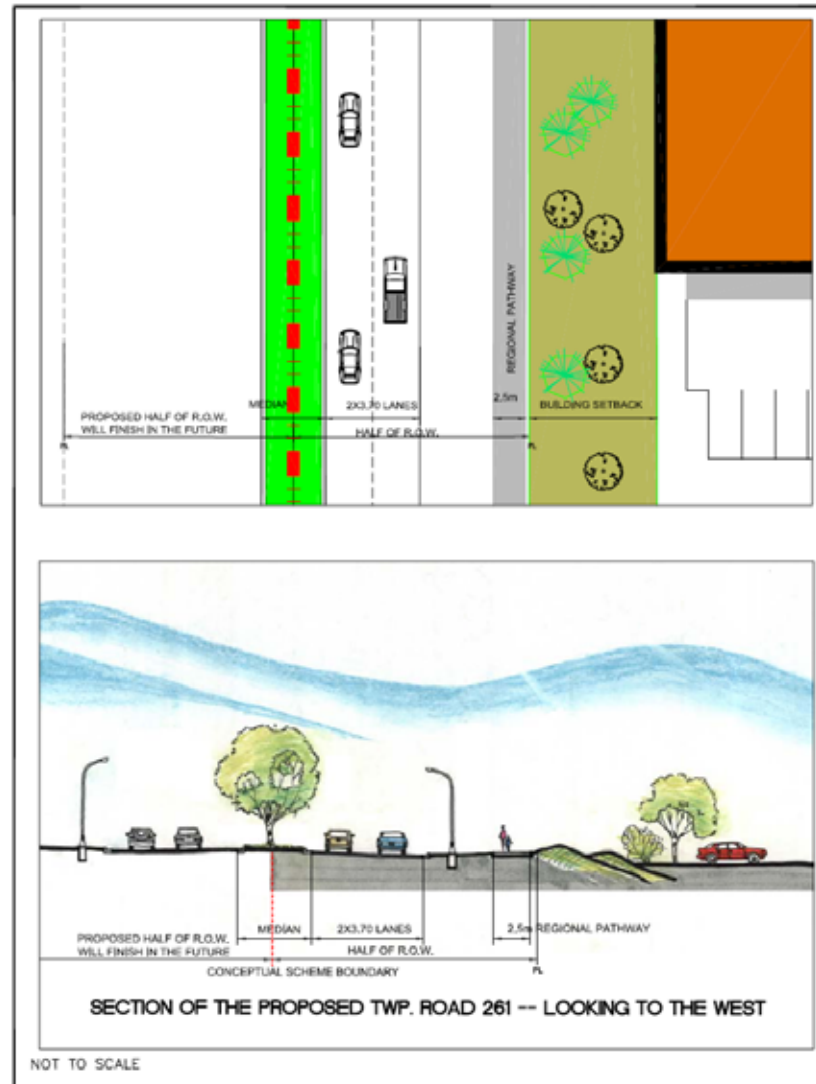 REGIONAL PATHWAY
MEDIAN
2X3.70 LANES
2,5m
BUILDING SETBACK
PROPOSED HALF OF R.O.W.
WILL FINISH IN THE FUTURE
HALF OF R.O.W.
PL
PL
MEDIAN
2X3.70 LANES
2,5m REGIONAL PATHWAY
PROPOSED HALF OF R.O.W.
WILL FINISH IN THE FUTURE
HALF OF R.O.W.
CONCEPTUAL SCHEME BOUNDARY
PL
SECTION OF THE PROPOSED TWP. ROAD 261 -- LOOKING TO THE WEST
NOT TO SCALE